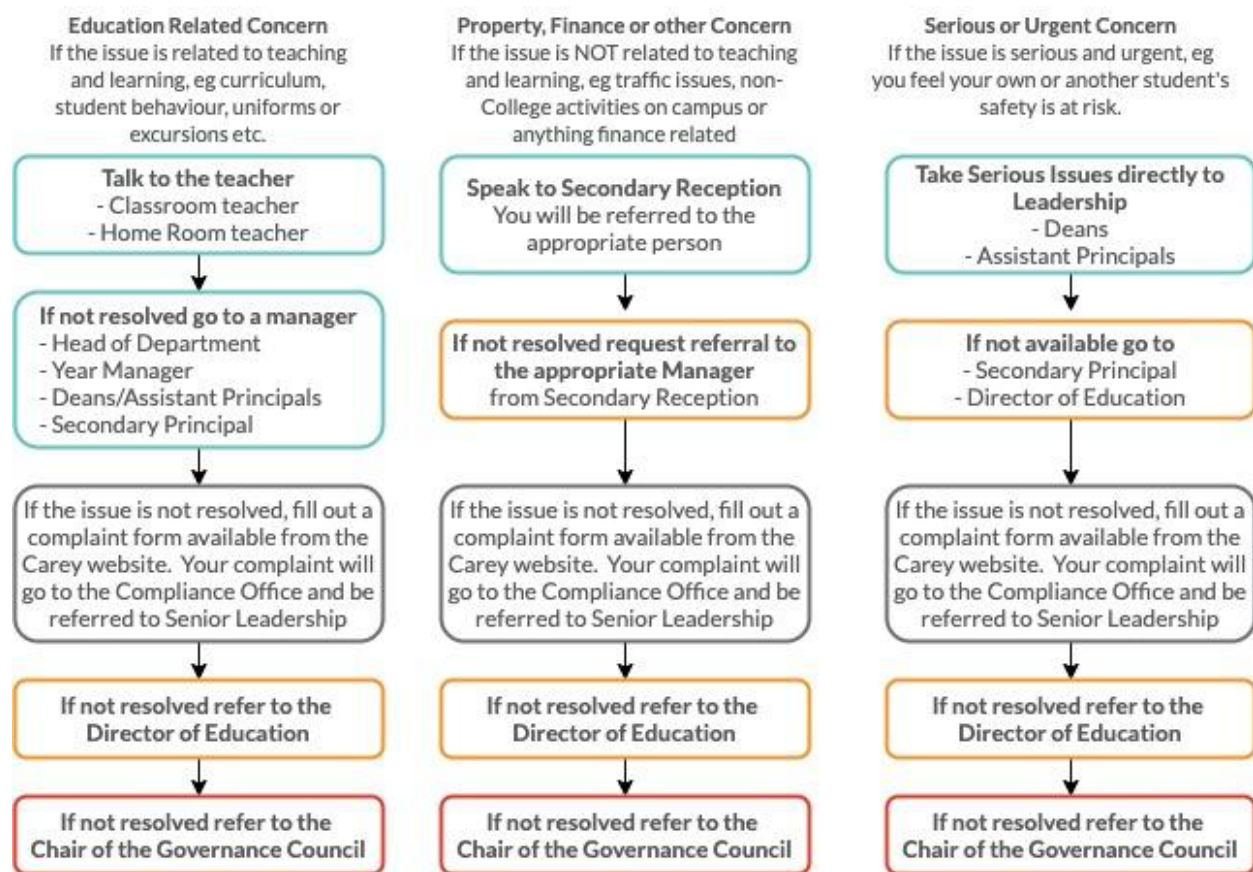 Education Related Concern
If the issue is related to teaching
and learning, eg curriculum,
student behaviour, uniforms or
excursions etc.
Talk to the teacher
- Classroom teacher
- Home Room teacher
If not resolved go to a manager
- Head of Department
- Year Manager
- Deans/Assistant Principals
- Secondary Principal
If the issue is not resolved, fill out a
complaint form available from the
Carey website. Your complaint will
go to the Compliance Office and be
referred to Senior Leadership
If not resolved refer to the
Director of Education
If not resolved refer to the
Chair of the Governance Council
Property, Finance or other Concern
If the issue is NOT related to teaching
and learning, eg traffic issues, non-
College activities on campus or
anything finance related
Speak to Secondary Reception
You will be referred to the
appropriate person
If not resolved request referral to
the appropriate Manager
from Secondary Reception
If the issue is not resolved, fill out a
complaint form available from the
Carey website. Your complaint will
go to the Compliance Office and be
referred to Senior Leadership
If not resolved refer to the
Director of Education
If not resolved refer to the
Chair of the Governance Council
Serious or Urgent Concern
If the issue is serious and urgent, eg
you feel your own or another student's
safety is at risk.
Take Serious Issues directly to
Leadership
- Deans
- Assistant Principals
If not available go to
- Secondary Principal
- Director of Education
If the issue is not resolved, fill out a
complaint form available from the
Carey website. Your complaint will
go to the Compliance Office and be
referred to Senior Leadership
If not resolved refer to the
Director of Education
If not resolved refer to the
Chair of the Governance Council